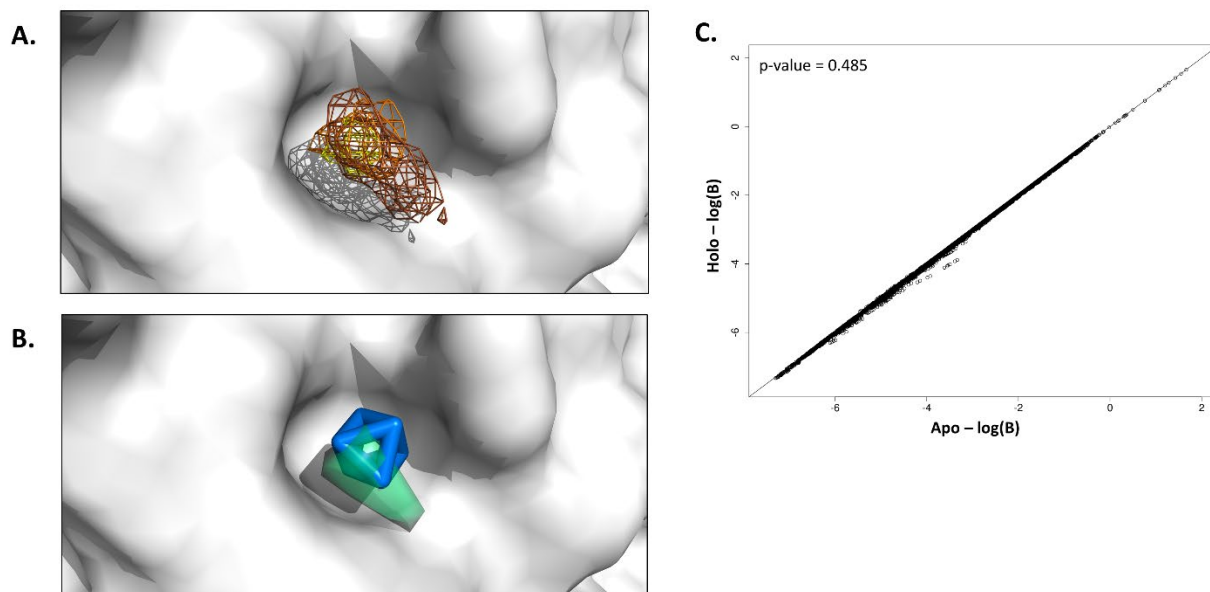 A.
B.
C.
p-value = 0.485
2
0
-2
-4
-6
Holo – log(B)
-6 -4 -2 0 2
Apo – log(B)